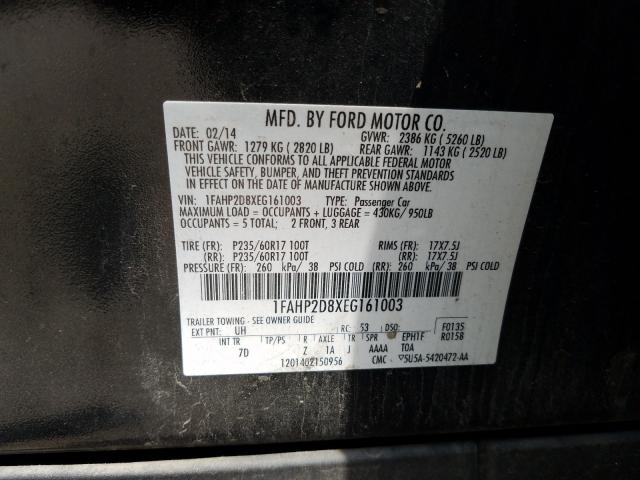 MFD. BY FORD MOTOR CO.
DATE: 02/14 GVWR: 2386 KG ( 5260 LB)
FRONT GAWR: 1279 KG ( 2820 LB) REAR GAWR: 1143 KG ( 2520 LB)
THIS VEHICLE CONFORMS TO ALL APPLICABLE FEDERAL MOTOR
VEHICLE SAFETY, BUMPER, AND THEFT PREVENTION STANDARDS
IN EFFECT ON THE DATE OF MANUFACTURE SHOWN ABOVE.
VIN: 1FAHP2D8XEG161003 TYPE: Passenger Car
MAXIMUM LOAD = OCCUPANTS + LUGGAGE = 430KG/ 950LB
OCCUPANTS = 5 TOTAL; 2 FRONT, 3 REAR
TIRE (FR): P235/60R17 100T RIMS (FR): 17X7.5J
(RR): P235/60R17 100T (RR): 17X7.5J
PRESSURE (FR): 260 kPa/ 38 PSI COLD (RR): 260 kPa/ 38 PSI COLD
1FAHP2D8XEG161003
TRAILER TOWING - SEE OWNER GUIDE
EXT PNT: UH RC: 53 DSO: F0135
INT TR TP/PS R AXLE TR SPR EPH1F R015B
7D Z 1A J AAAA TOA
1201402150956 CMC 5U5A-5420472-AA